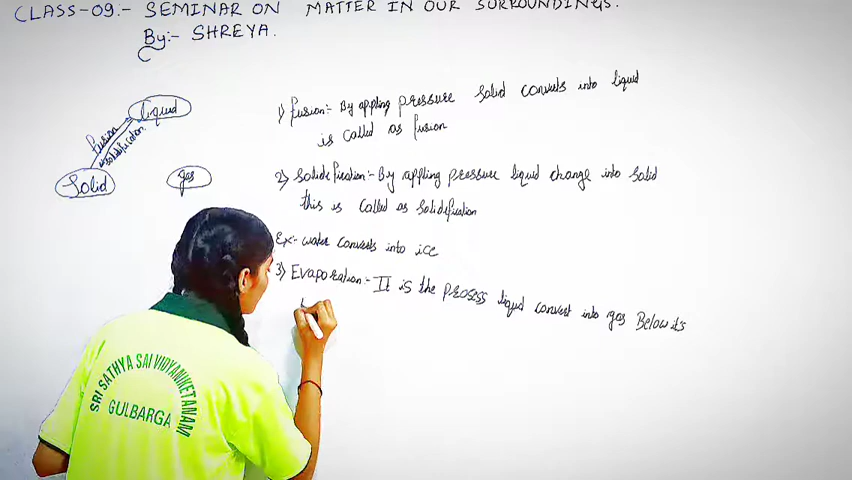 CLASS-09:- SEMINAR ON MATTER IN OUR SURROUNDINGS.
By:- SHREYA.
liquid
Fusion
solidification
Solid
gas
1) Fusion:- By appling pressure solid converts into liquid
is called as fusion
2) Solidefication:- By appling pressure liquid change into solid
this is called as Solidefication
Ex:- water converts into ice
3) Evaporation:- It is the prosess liquid convert into gas Below its
SRI SATHYA SAI VIDYANIKETANAM
GULBARGA